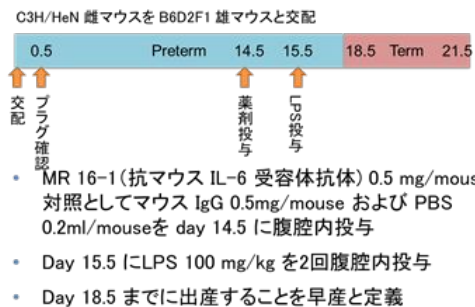 C3H/HeN 雌マウスを B6D2F1 雄マウスと交配
0.5 Preterm 14.5 15.5 18.5 Term 21.5
交配
プラグ確認
薬剤投与
LPS投与
• MR 16-1(抗マウス IL-6 受容体抗体) 0.5 mg/mous
対照としてマウス IgG 0.5mg/mouse および PBS
0.2ml/mouseを day 14.5 に腹腔内投与
• Day 15.5 にLPS 100 mg/kg を2回腹腔内投与
• Day 18.5 までに出産することを早産と定義